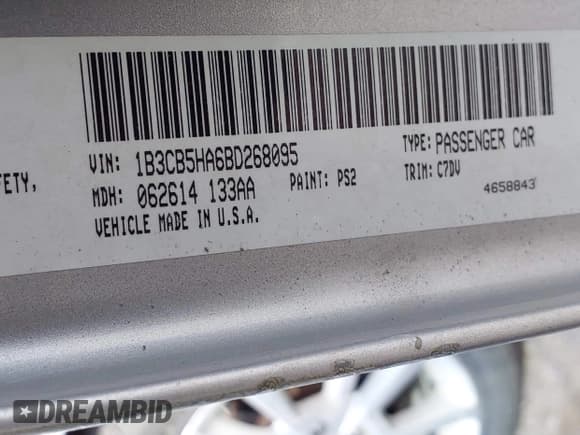 VIN: 1B3CB5HA6BD268095 TYPE: PASSENGER CAR
FETY, MDH: 062614 133AA PAINT: PS2 TRIM: C7DV
VEHICLE MADE IN U.S.A. 4658843
DREAMBID